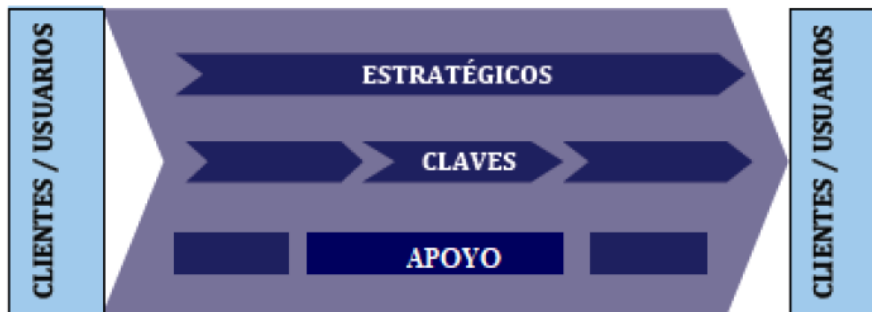 CLIENTES / USUARIOS
ESTRATÉGICOS
CLAVES
APOYO
CLIENTES / USUARIOS